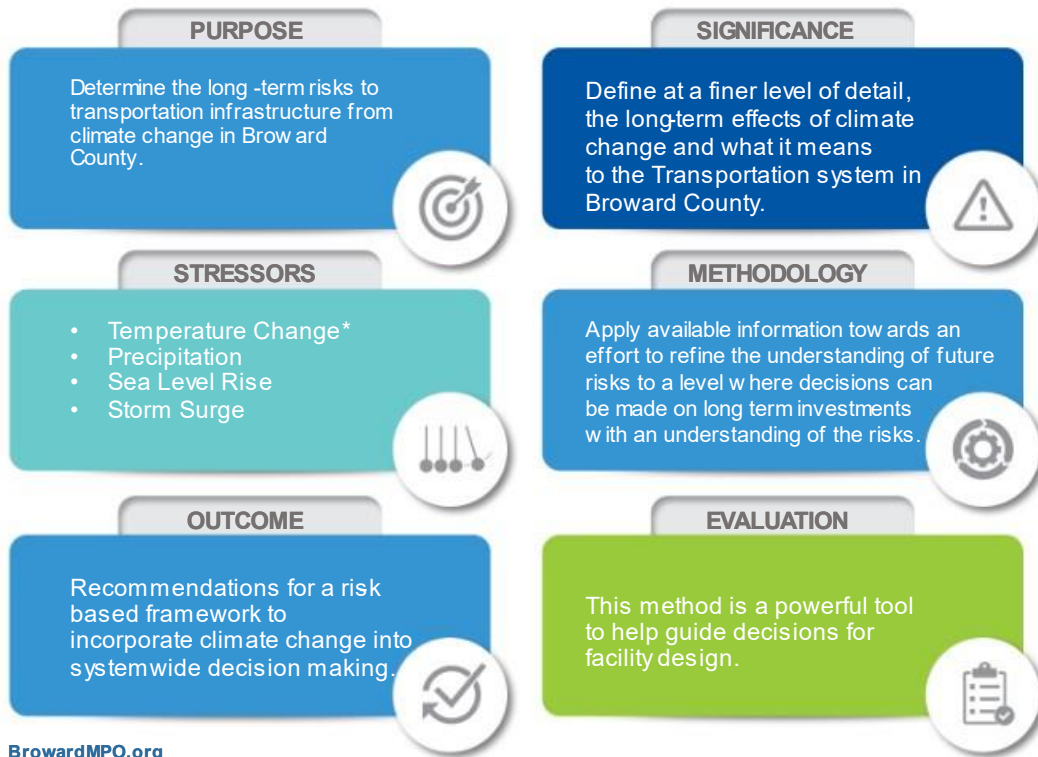 PURPOSE
Determine the long -term risks to
transportation infrastructure from
climate change in Brow ard
County.
SIGNIFICANCE
Define at a finer level of detail,
the long-term effects of climate
change and what it means
to the Transportation system in
Broward County.
STRESSORS
• Temperature Change*
• Precipitation
• Sea Level Rise
• Storm Surge
METHODOLOGY
Apply available information tow ards an
effort to refine the understanding of future
risks to a level w here decisions can
be made on long term investments
w ith an understanding of the risks.
OUTCOME
Recommendations for a risk
based framework to
incorporate climate change into
systemwide decision making.
EVALUATION
This method is a powerful tool
to help guide decisions for
facility design.
BrowardMPO.org